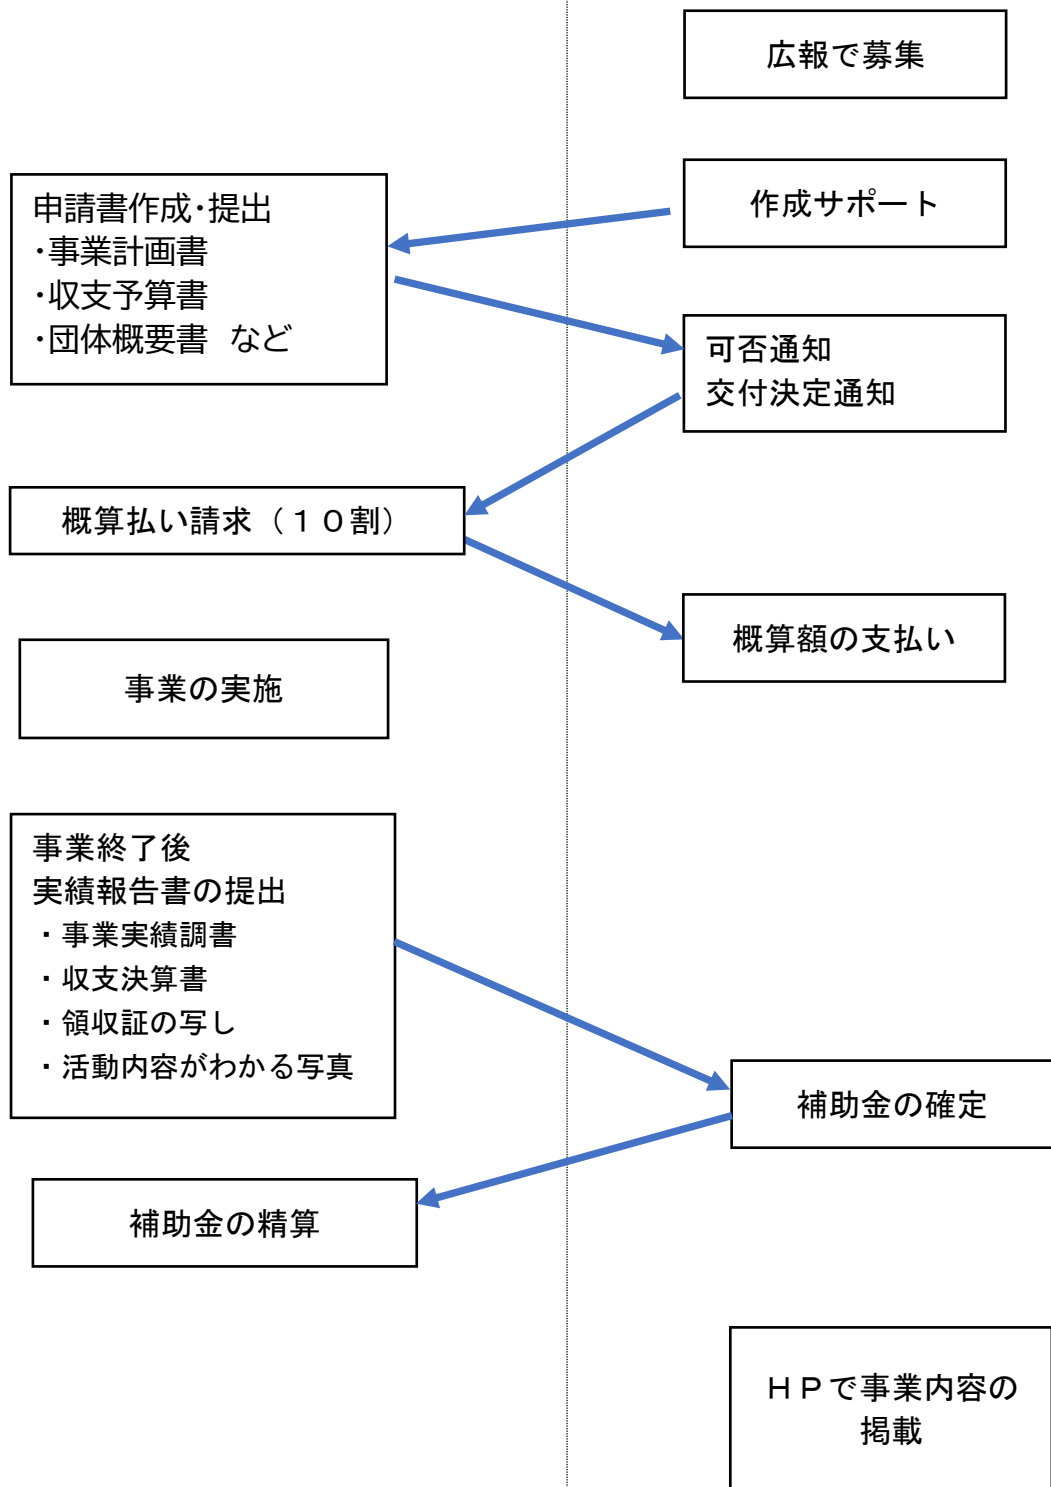 広報で募集
作成サポート
申請書作成・提出
・事業計画書
・収支予算書
・団体概要書　など
可否通知
交付決定通知
概算払い請求（１０割）
概算額の支払い
事業の実施
事業終了後
実績報告書の提出
・事業実績調書
・収支決算書
・領収証の写し
・活動内容がわかる写真
補助金の確定
補助金の精算
ＨＰで事業内容の
掲載